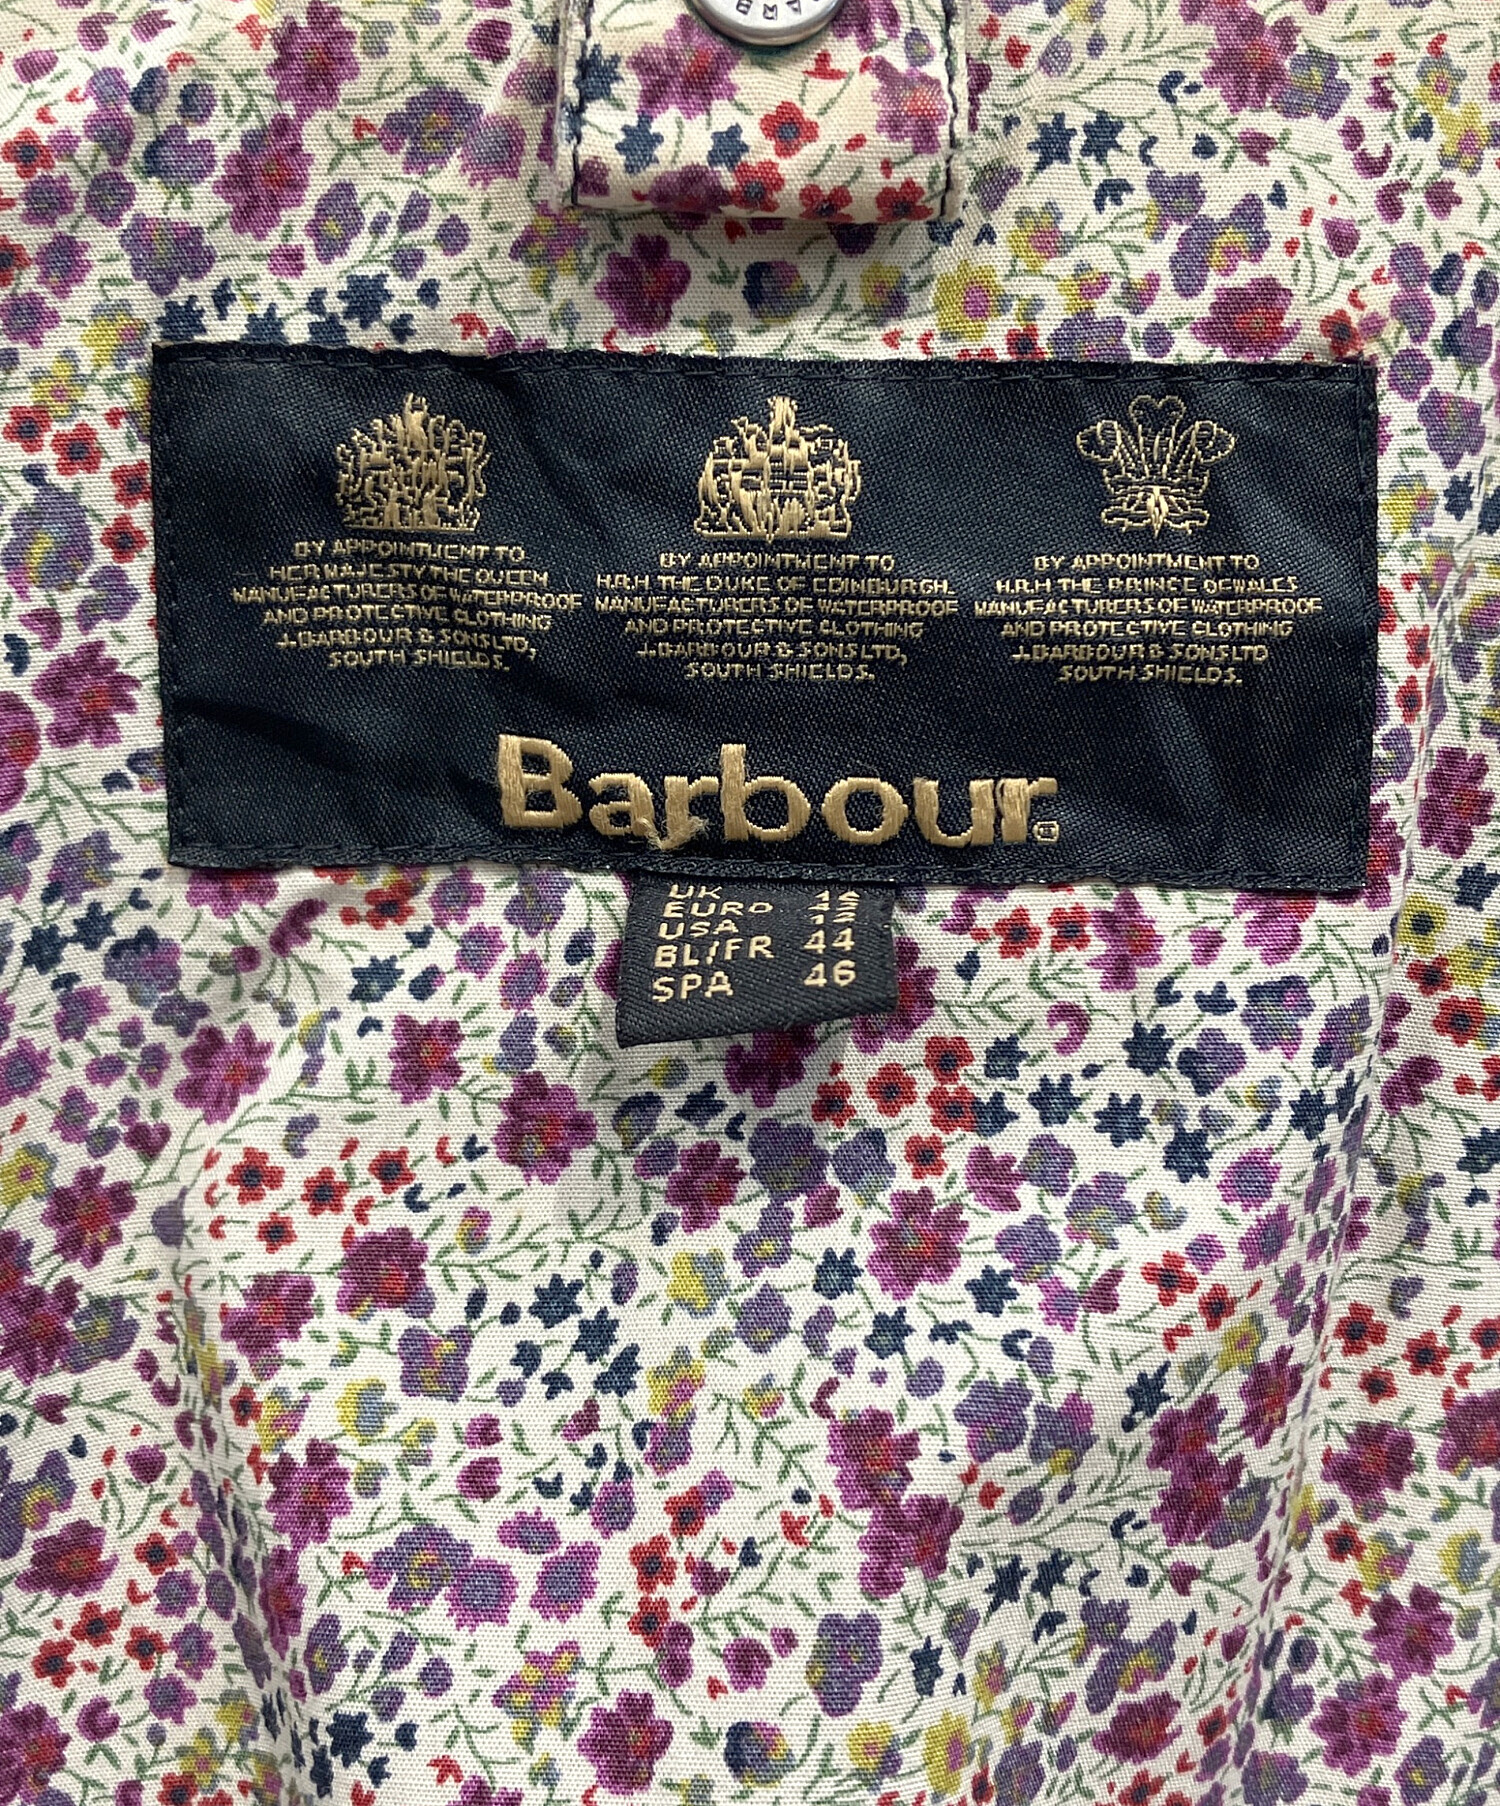 BY APPOINTMENT TO
HER MAJESTY THE QUEEN
MANUFACTURERS OF WATERPROOF
AND PROTECTIVE CLOTHING
J. BARBOUR & SONS LTD,
SOUTH SHIELDS.
BY APPOINTMENT TO
H.R.H THE DUKE OF EDINBURGH.
MANUFACTURERS OF WATERPROOF
AND PROTECTIVE CLOTHING
J. BARBOUR & SONS LTD,
SOUTH SHIELDS.
BY APPOINTMENT TO
H.R.H THE PRINCE OF WALES
MANUFACTURERS OF WATERPROOF
AND PROTECTIVE CLOTHING
J. BARBOUR & SONS LTD
SOUTH SHIELDS.
Barbour®
UK
EURO
USA 12
BL/FR 44
SPA 46